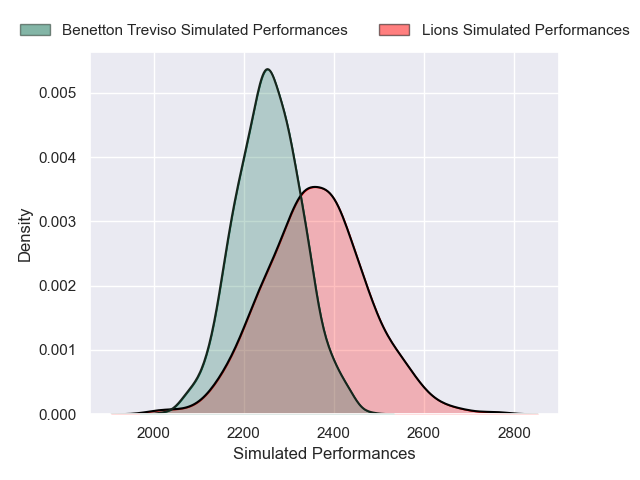 Benetton Treviso Simulated Performances
Lions Simulated Performances
0.005
0.004
0.003
0.002
0.001
0.000
2000
2200
2400
2600
2800
Density
Simulated Performances